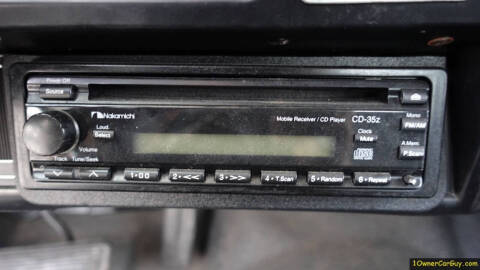 Power Off
Source
Nakamichi
Mobile Receiver / CD Player
CD-35z
Mono
FM/AM
Loud.
Select
Clock
Mute
Volume
A.Mem.
P.Scan
Track Tune/Seek
1·00
2·<<
3·>>
4·T.Scan
5·Random
6·Repeat
1OwnerCarGuy.com